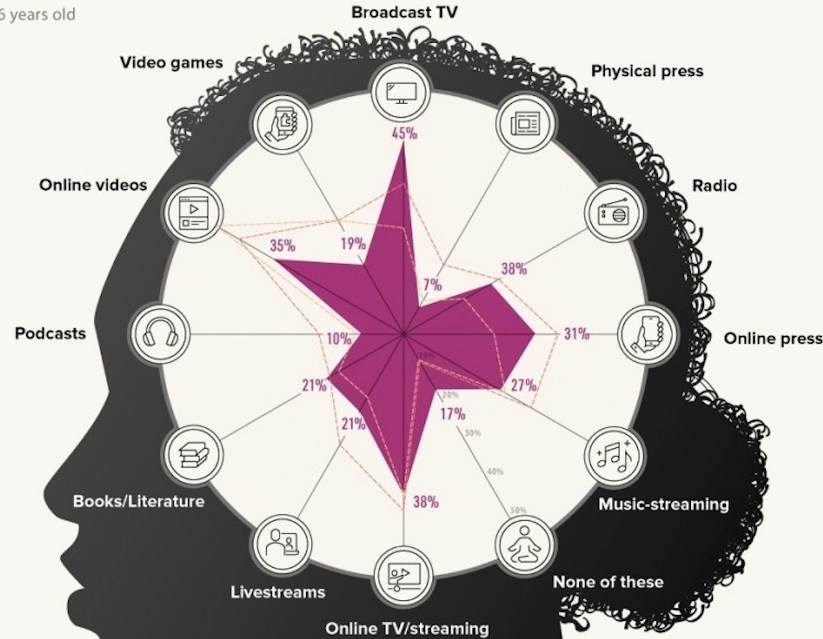 6 years old
Broadcast TV
Video games
Physical press
45%
Online videos
Radio
35%
19%
38%
7%
Podcasts
10%
31%
Online press
10%
21%
27%
20%
21%
17%
30%
40%
Books/Literature
38%
Music-streaming
50%
Livestreams
None of these
Online TV/streaming